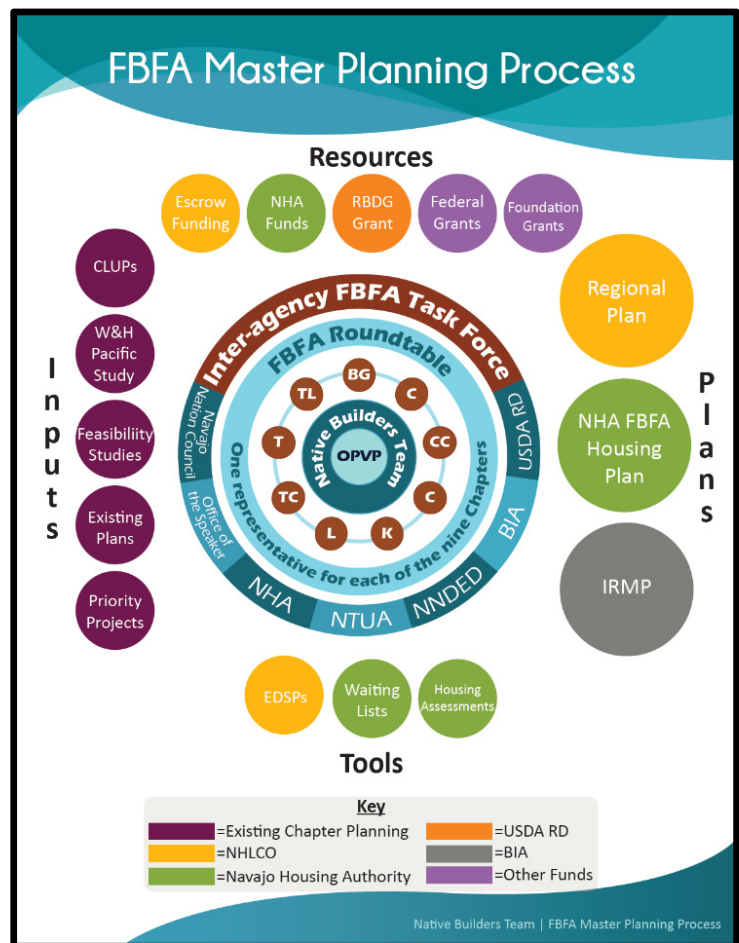 FBFA Master Planning Process
Resources
Escrow
Funding
NHA
Funds
RBDG
Grant
Federal
Grants
Foundation
Grants
Inputs
CLUPs
W&H
Pacific
Study
Feasibiliity
Studies
Existing
Plans
Priority
Projects
Inter-agency FBFA Task Force
Navajo
Nation Council
Office of
the Speaker
NHA
NTUA
NNDED
BIA
USDA RD
FBFA Roundtable
One representative for each of the nine Chapters
BG
C
CC
C
K
L
TC
T
TL
Native Builders Team
OPVP
Plans
Regional
Plan
NHA FBFA
Housing
Plan
IRMP
EDSPs
Waiting
Lists
Housing
Assessments
Tools
Key
=Existing Chapter Planning
=NHLCO
=Navajo Housing Authority
=USDA RD
=BIA
=Other Funds
Native Builders Team | FBFA Master Planning Process